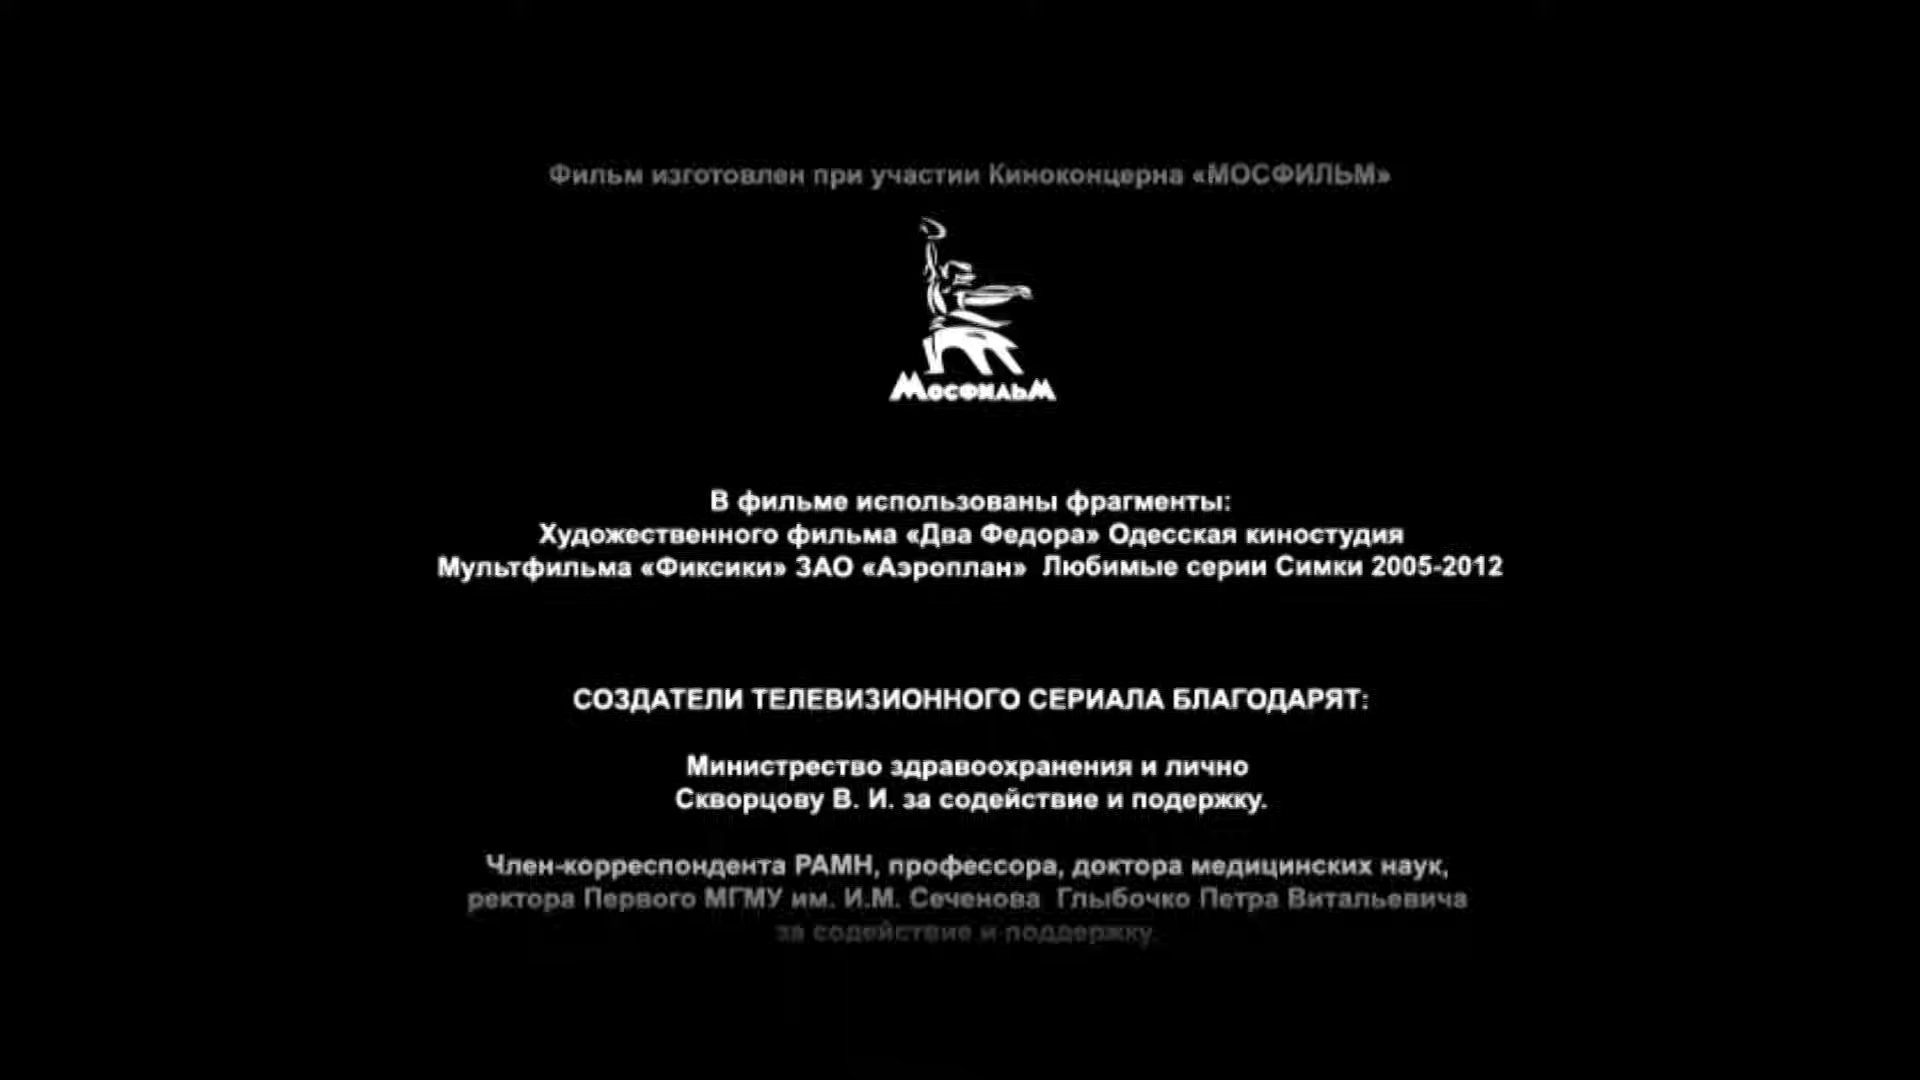 Фильм изготовлен при участии Киноконцерна «МОСФИЛЬМ»
МОСФИЛЬМ
В фильме использованы фрагменты:
Художественного фильма «Два Федора» Одесская киностудия
Мультфильма «Фиксики» ЗАО «Аэроплан» Любимые серии Симки 2005-2012
СОЗДАТЕЛИ ТЕЛЕВИЗИОННОГО СЕРИАЛА БЛАГОДАРЯТ:
Министрество здравоохранения и лично
Скворцову В. И. за содействие и подержку.
Член-корреспондента РАМН, профессора, доктора медицинских наук,
ректора Первого МГМУ им. И.М. Сеченова Глыбочко Петра Витальевича
за содействие и поддержку.